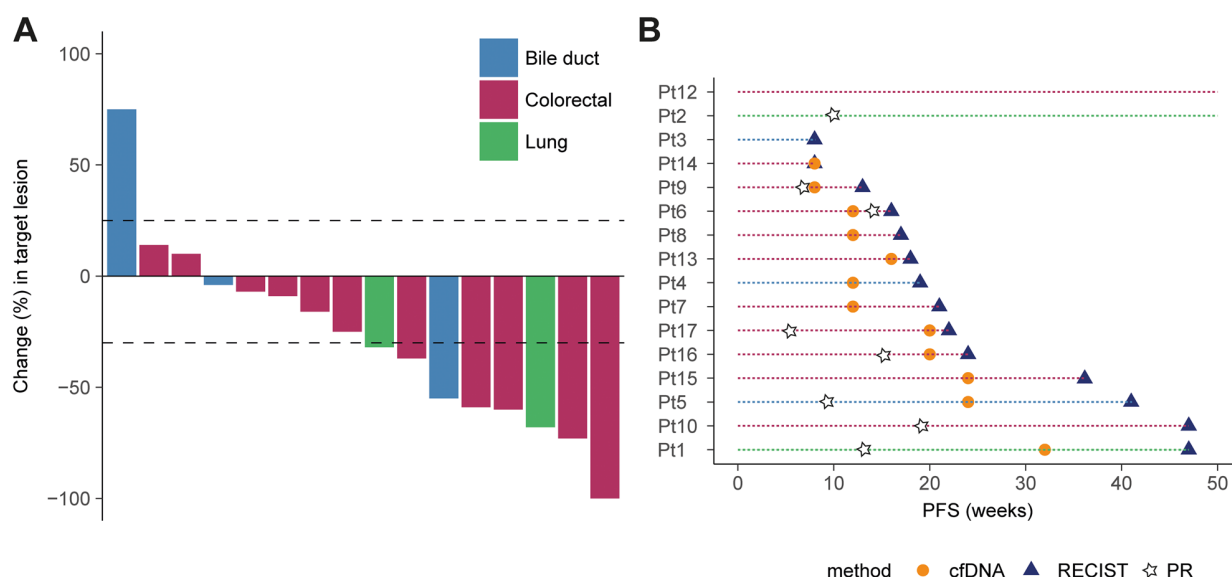 A
Change (%) in target lesion
100
50
0
−50
−100
Bile duct
Colorectal
Lung
B
Pt12
Pt2
Pt3
Pt14
Pt9
Pt6
Pt8
Pt13
Pt4
Pt7
Pt17
Pt16
Pt15
Pt5
Pt10
Pt1
0 10 20 30 40 50
PFS (weeks)
method cfDNA RECIST PR